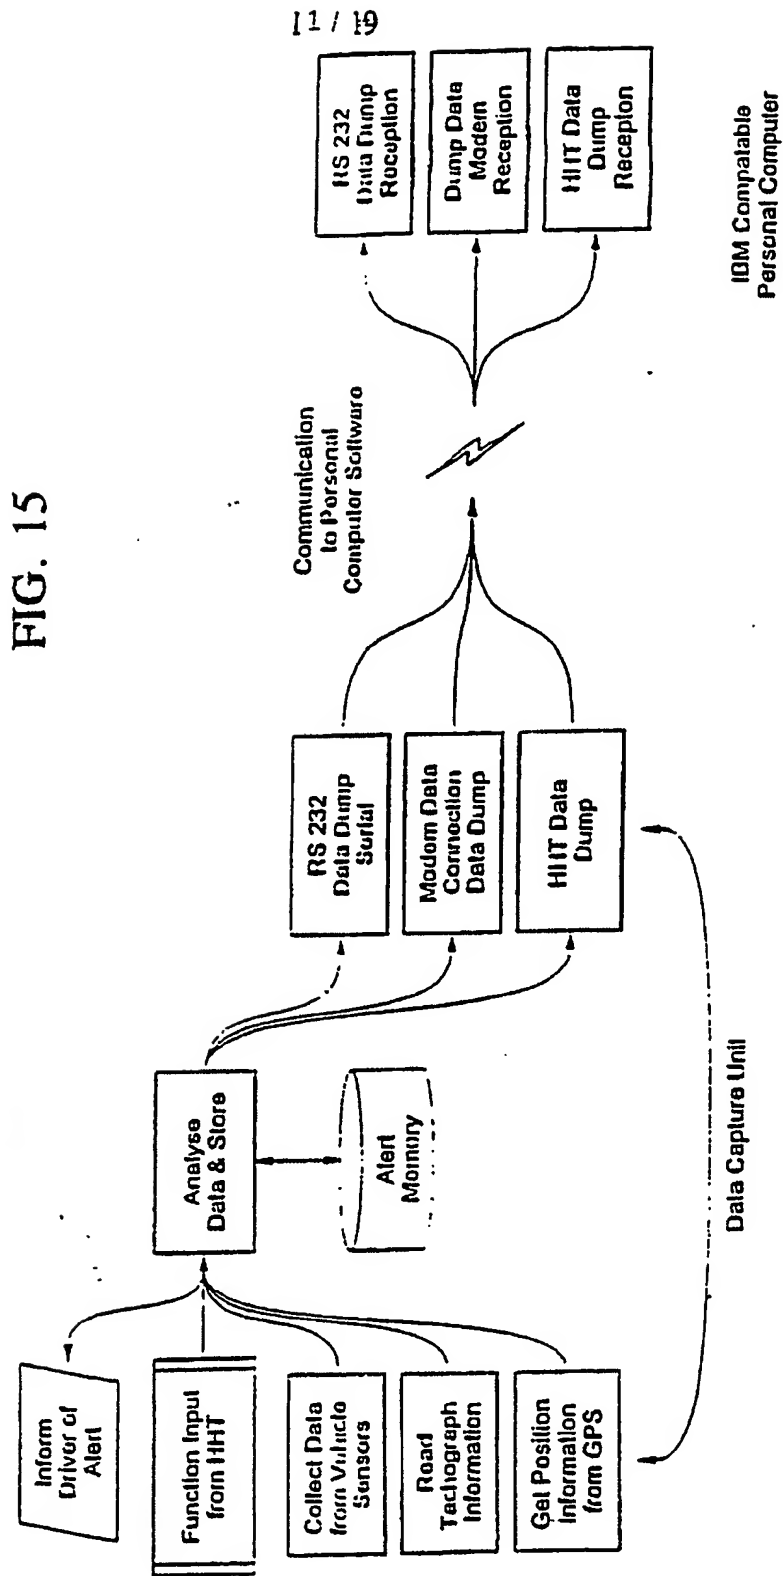 11 / 19
FIG. 15
Inform
Driver of
Alert
Function Input
from HHT
Collect Data
from Vehicle
Sensors
Road
Tachograph
Information
Get Position
Information
from GPS
Analyse
Data & Store
Alert
Memory
RS 232
Data Dump
Serial
Modem Data
Connection
Data Dump
HHT Data
Dump
Data Capture Unit
Communication
to Personal
Computer Software
RS 232
Data Dump
Reception
Dump Data
Modem
Reception
HHT Data
Dump
Reception
IBM Compatable
Personal Computer